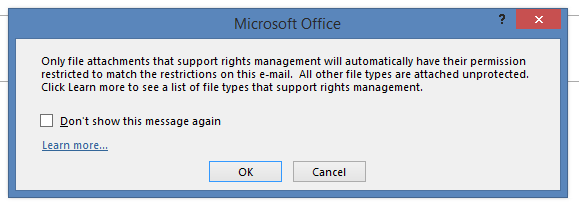 Microsoft Office
?
Only file attachments that support rights management will automatically have their permission
restricted to match the restrictions on this e-mail.  All other file types are attached unprotected.
Click Learn more to see a list of file types that support rights management.
Don't show this message again
Learn more...
OK
Cancel